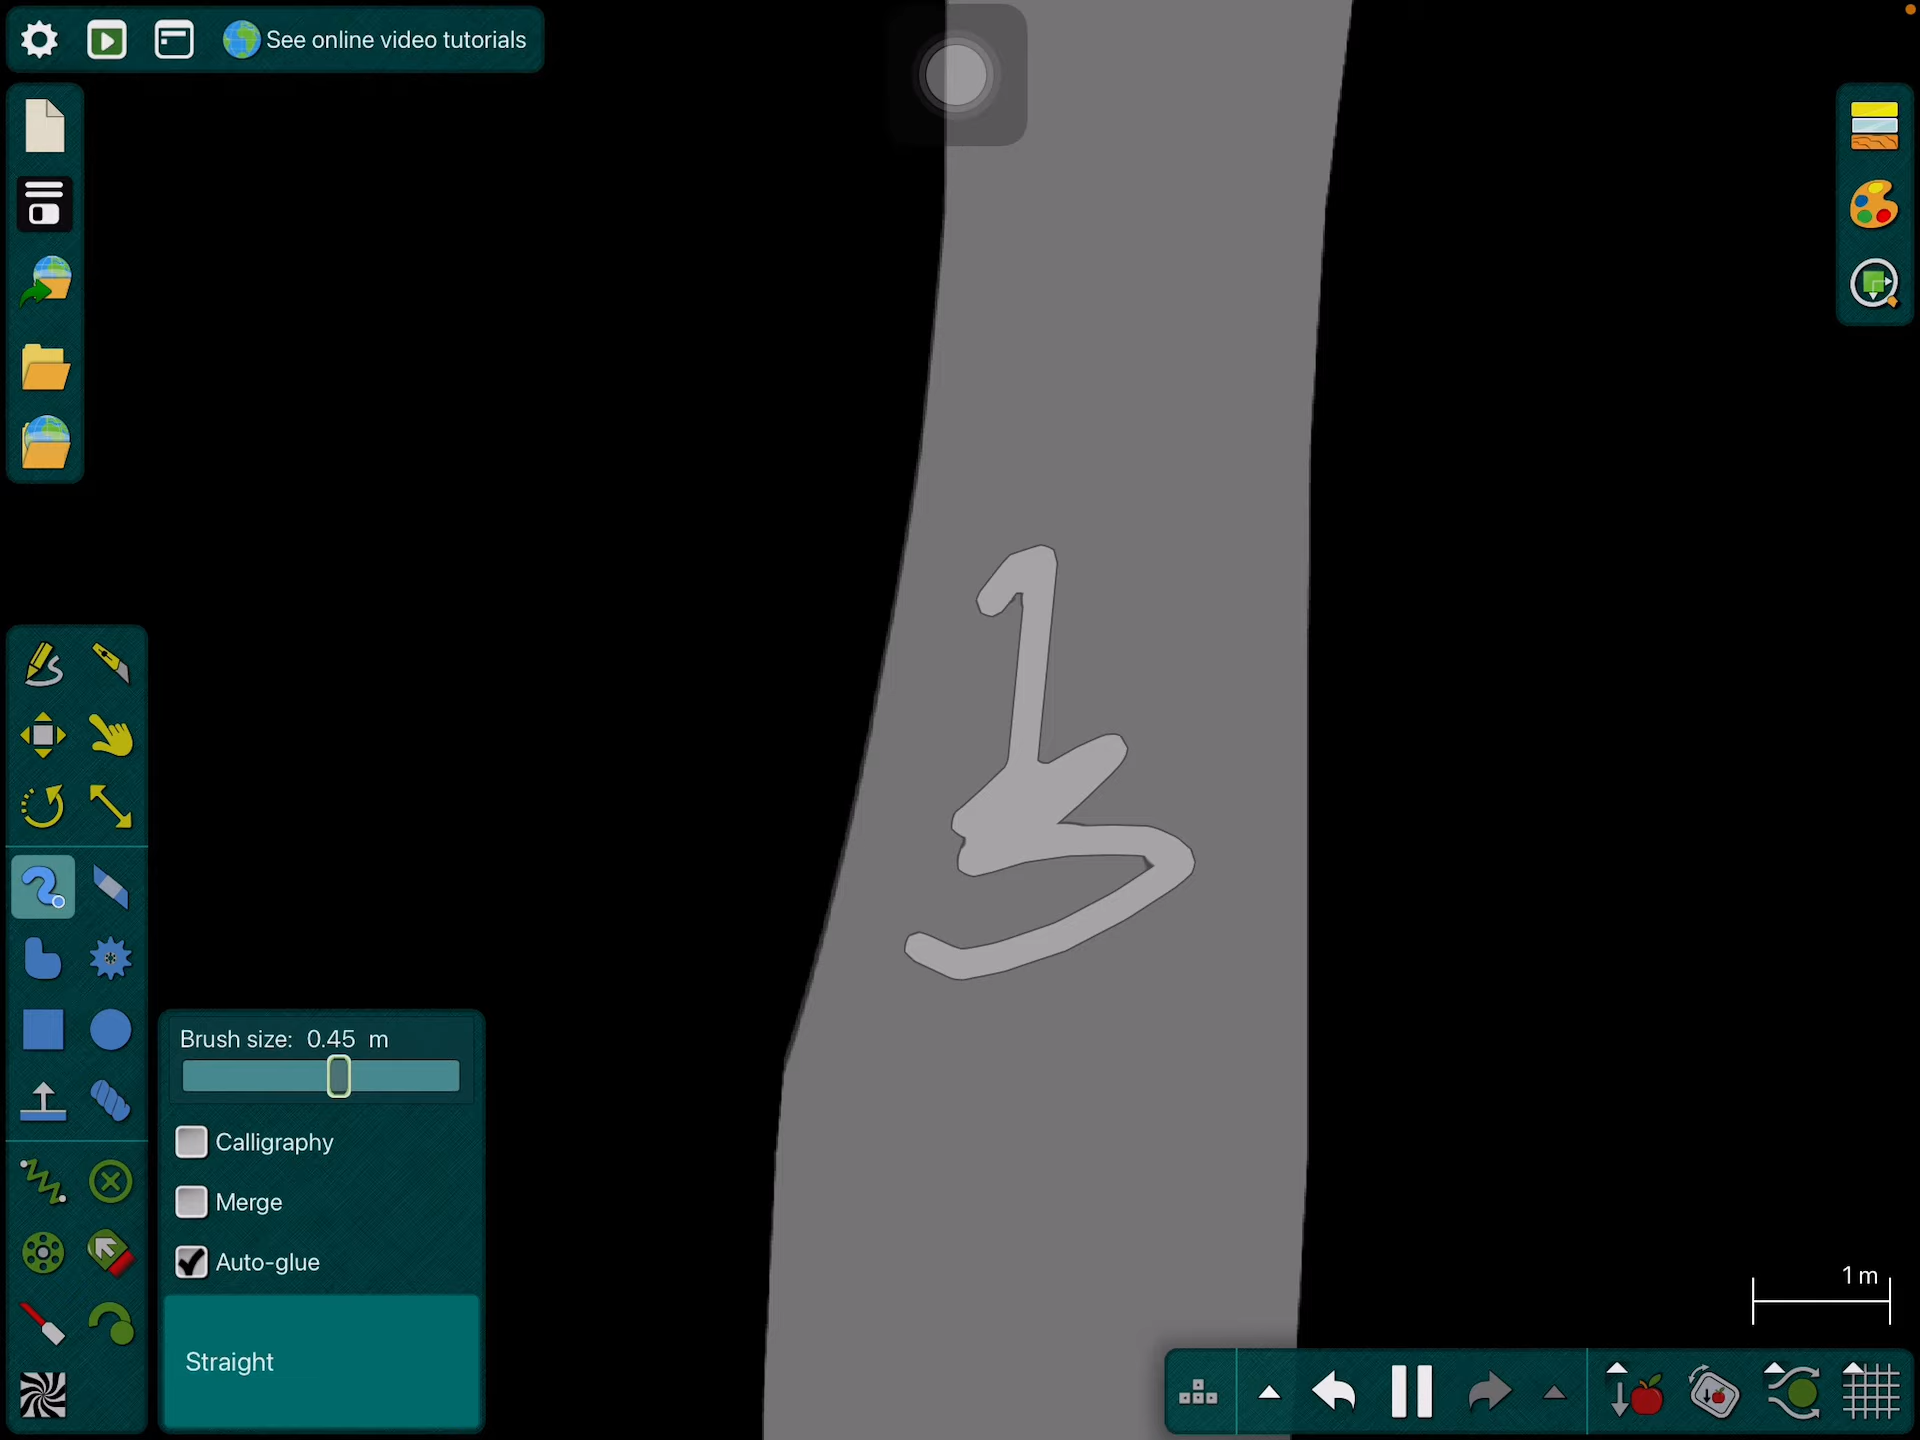 See online video tutorials
Brush size: 0.45 m
Calligraphy
Merge
Auto-glue
Straight
1 m